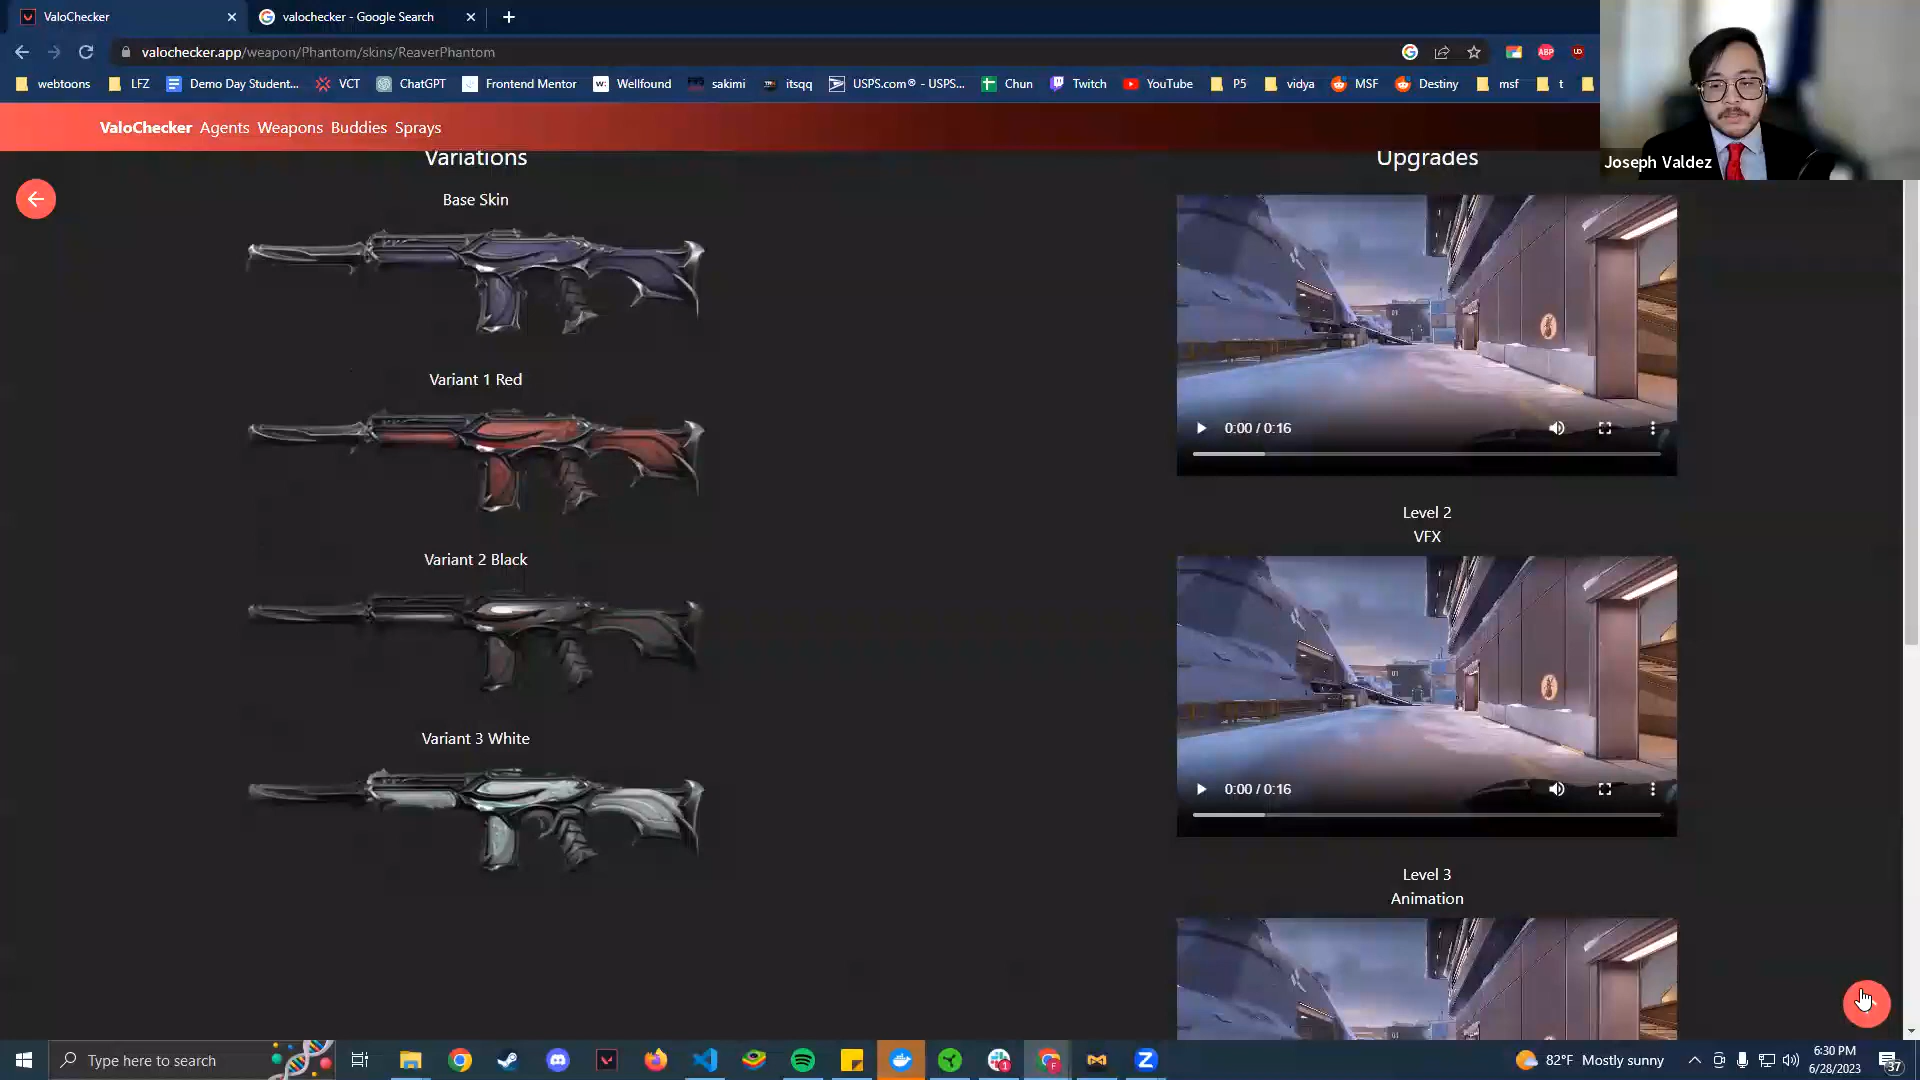 ValoChecker
valochecker - Google Search
valochecker.app/weapon/Phantom/skins/ReaverPhantom
webtoons LFZ Demo Day Student... VCT ChatGPT Frontend Mentor Wellfound sakimi itsqq USPS.com® - USPS... Chun Twitch YouTube P5 vidya MSF Destiny msf t
ValoChecker Agents Weapons Buddies Sprays
Joseph Valdez
Variations
Base Skin
Variant 1 Red
Variant 2 Black
Variant 3 White
Upgrades
0:00 / 0:16
Level 2
VFX
0:00 / 0:16
Level 3
Animation
Type here to search
82°F Mostly sunny
6:30 PM
6/28/2023
37